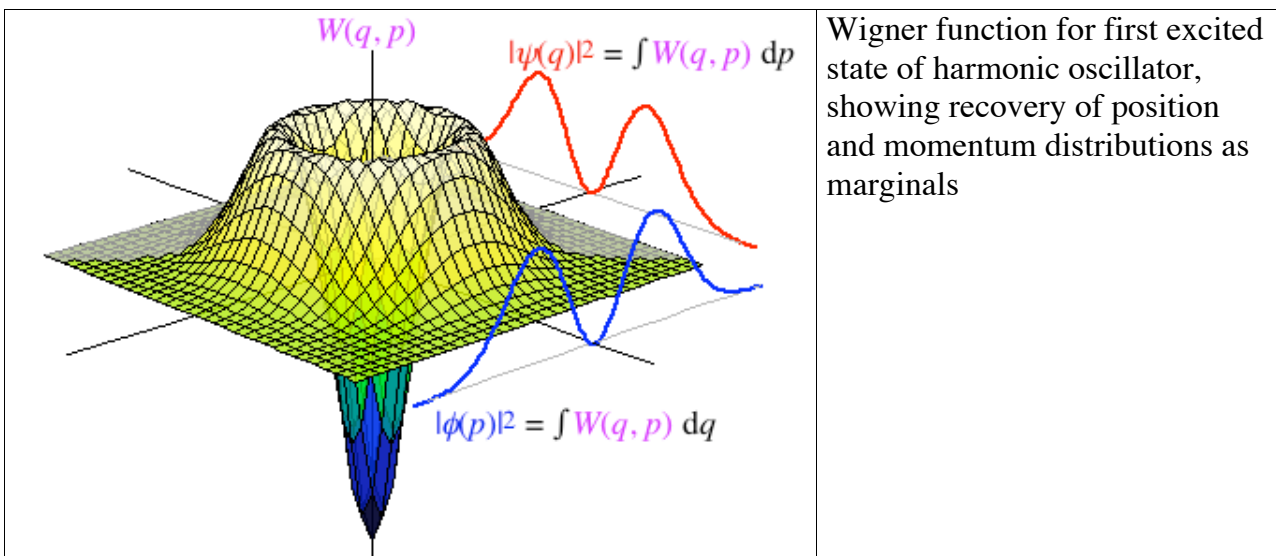 W(q, p)
|ψ(q)|2 = ∫ W(q, p) dp
|ϕ(p)|2 = ∫ W(q, p) dq
Wigner function for first excited
state of harmonic oscillator,
showing recovery of position
and momentum distributions as
marginals